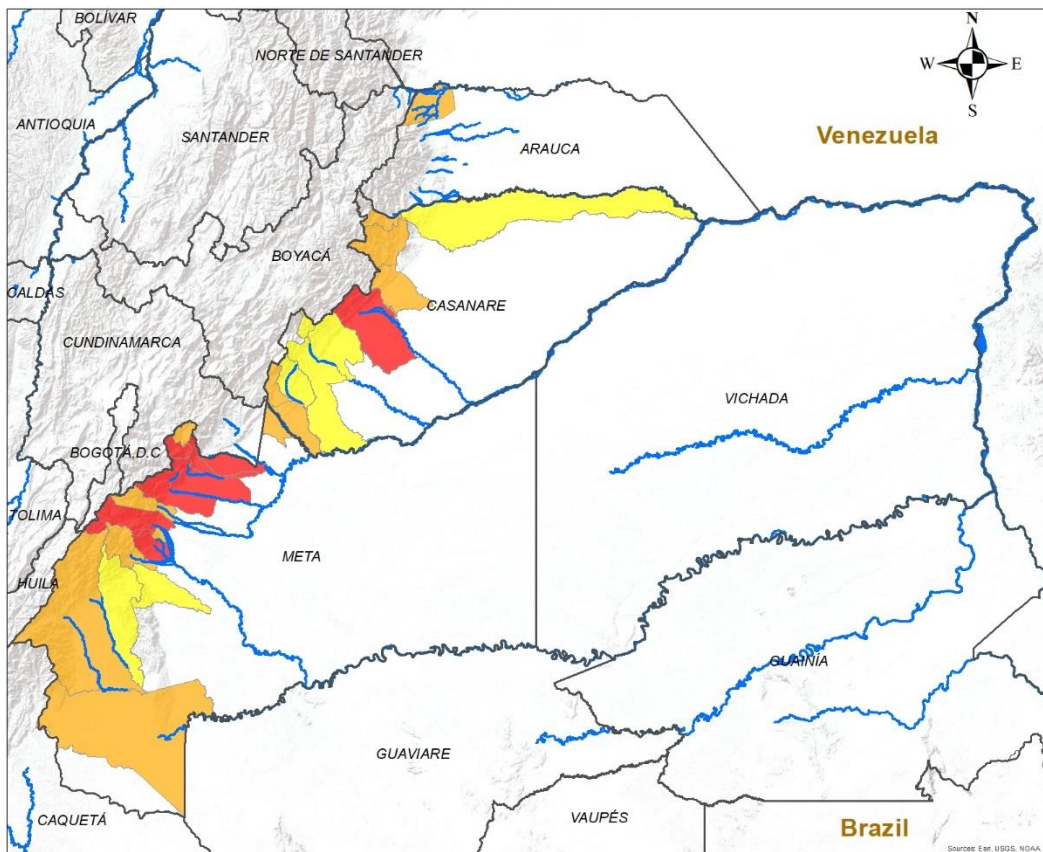 BOLÍVAR
NORTE DE SANTANDER
N
W
E
S
ANTIOQUIA
SANTANDER
ARAUCA
Venezuela
BOYACÁ
CALDAS
CASANARE
CUNDINAMARCA
VICHADA
BOGOTÁ.D.C
TOLIMA
META
HUILA
GUAINÍA
GUAVIARE
CAQUETÁ
VAUPÉS
Brazil
Sources: Esri, USGS, NOAA